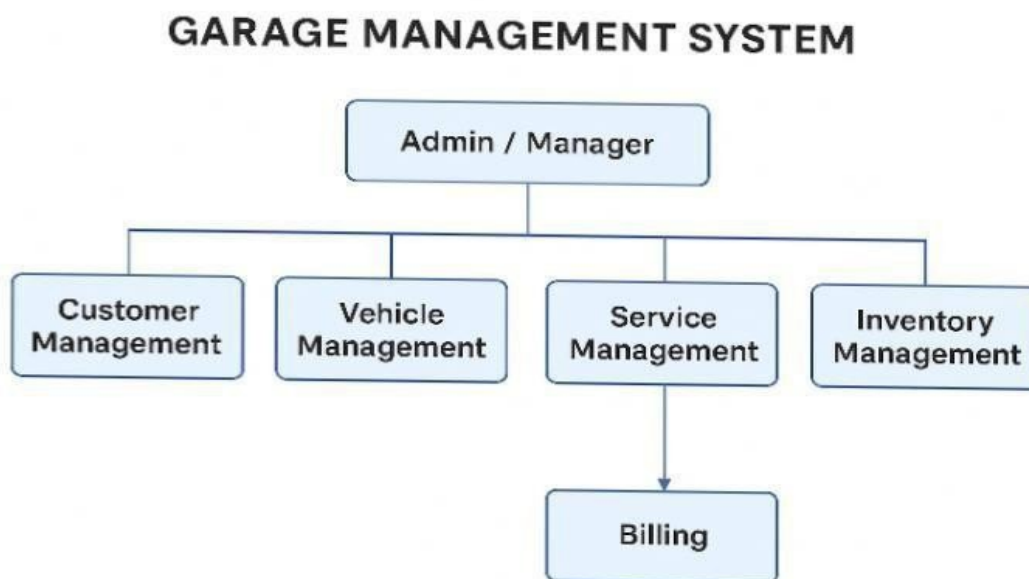 GARAGE MANAGEMENT SYSTEM
Admin / Manager
Customer
Management
Vehicle
Management
Service
Management
Inventory
Management
Billing